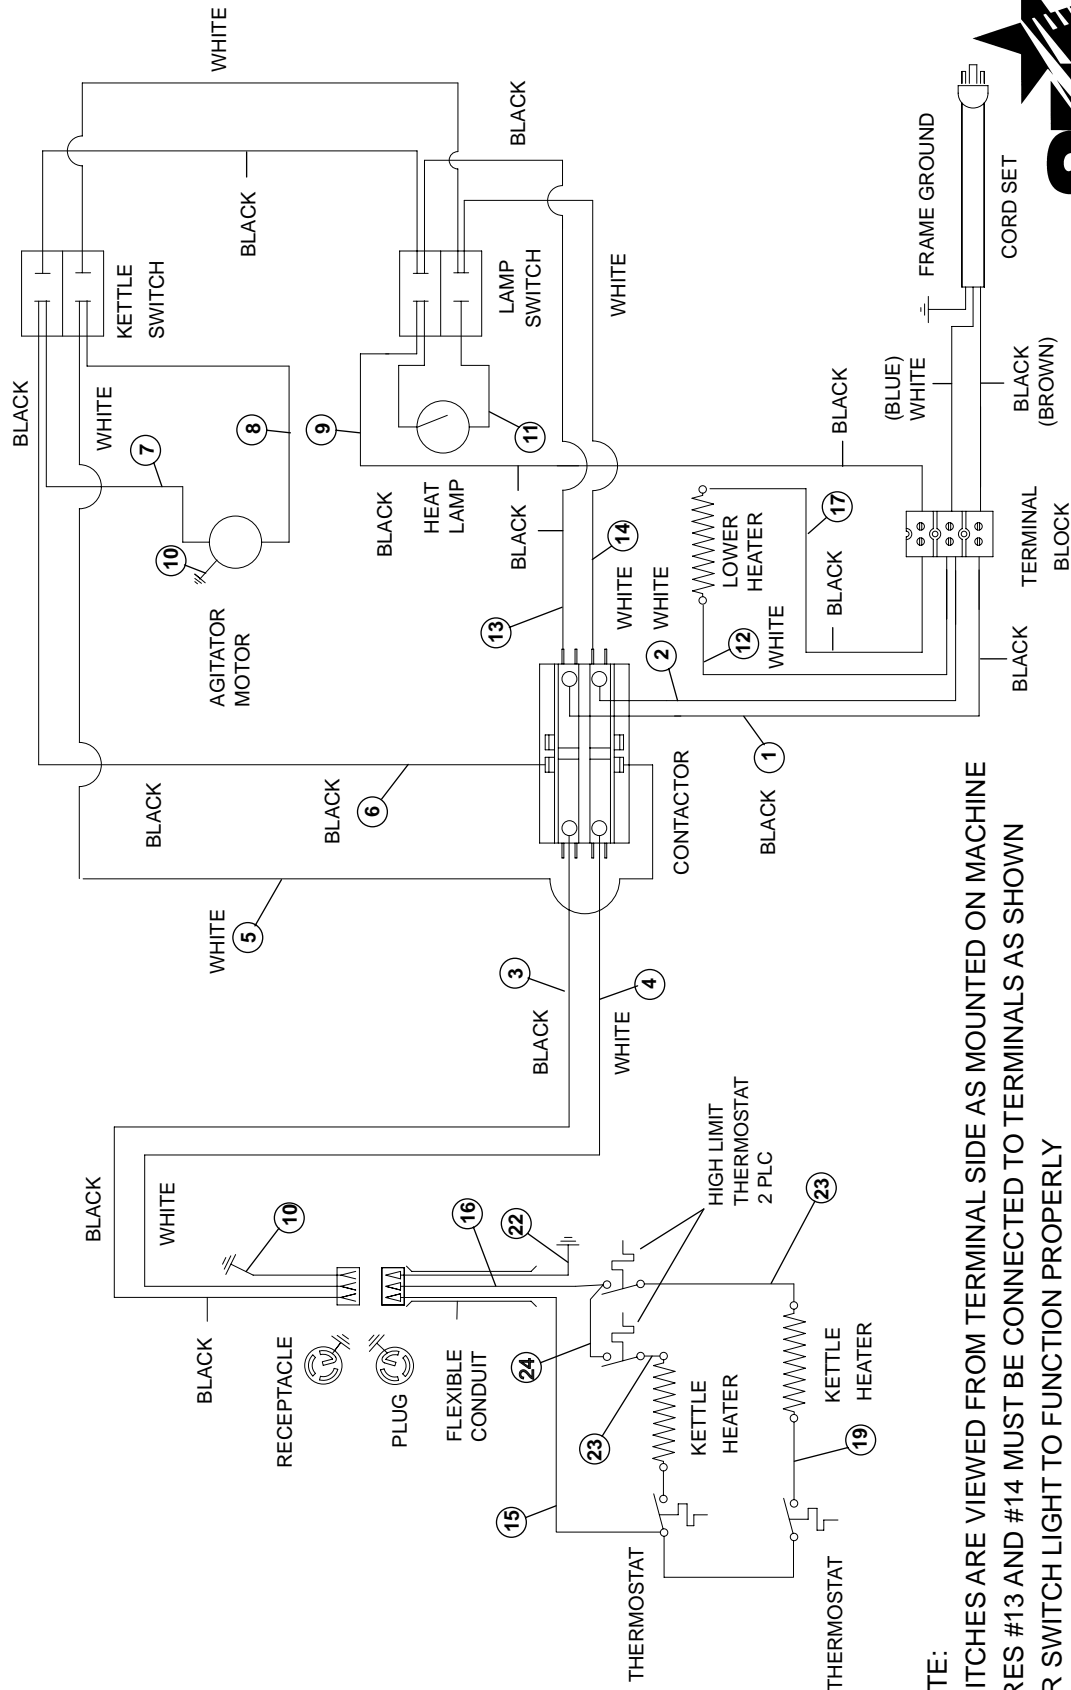 WHITE
BLACK
BLACK
KETTLE
SWITCH
LAMP
SWITCH
WHITE
FRAME GROUND
CORD SET
BLACK
WHITE
7
8
9
11
10
AGITATOR
MOTOR
BLACK
HEAT
LAMP
BLACK
BLACK
(BLUE)
WHITE
BLACK
(BROWN)
13
14
WHITE
WHITE
2
LOWER
HEATER
12
WHITE
17
BLACK
TERMINAL
BLOCK
BLACK
BLACK
BLACK
6
1
BLACK
CONTACTOR
WHITE
5
3
4
BLACK
WHITE
BLACK
WHITE
10
16
22
HIGH LIMIT
THERMOSTAT
2 PLC
23
BLACK
RECEPTACLE
PLUG
FLEXIBLE
CONDUIT
24
23
KETTLE
HEATER
KETTLE
HEATER
19
15
THERMOSTAT
THERMOSTAT
TE:
ITCHES ARE VIEWED FROM TERMINAL SIDE AS MOUNTED ON MACHINE
RES #13 AND #14 MUST BE CONNECTED TO TERMINALS AS SHOWN
R SWITCH LIGHT TO FUNCTION PROPERLY